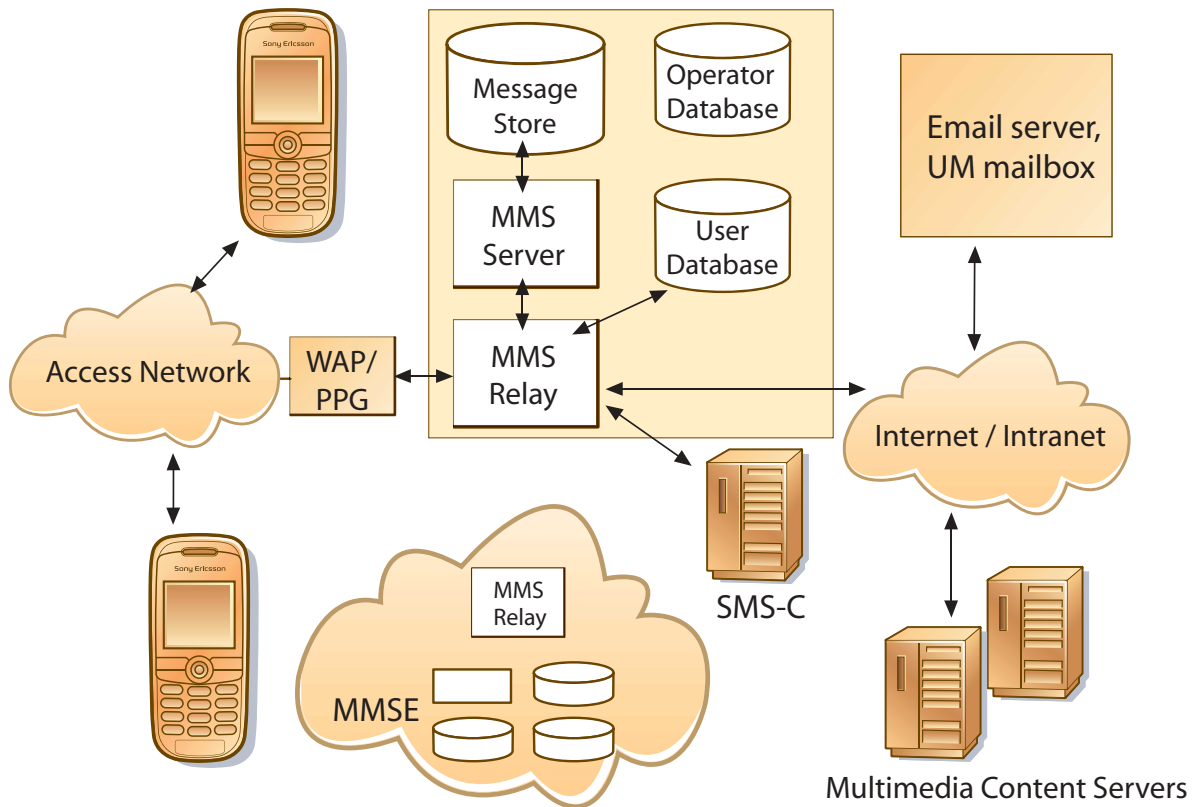 Sony Ericsson
Message
Store
Operator
Database
Email server,
UM mailbox
MMS
Server
User
Database
Access Network
WAP/
PPG
MMS
Relay
Internet / Intranet
Sony Ericsson
MMS
Relay
SMS-C
MMSE
Multimedia Content Servers